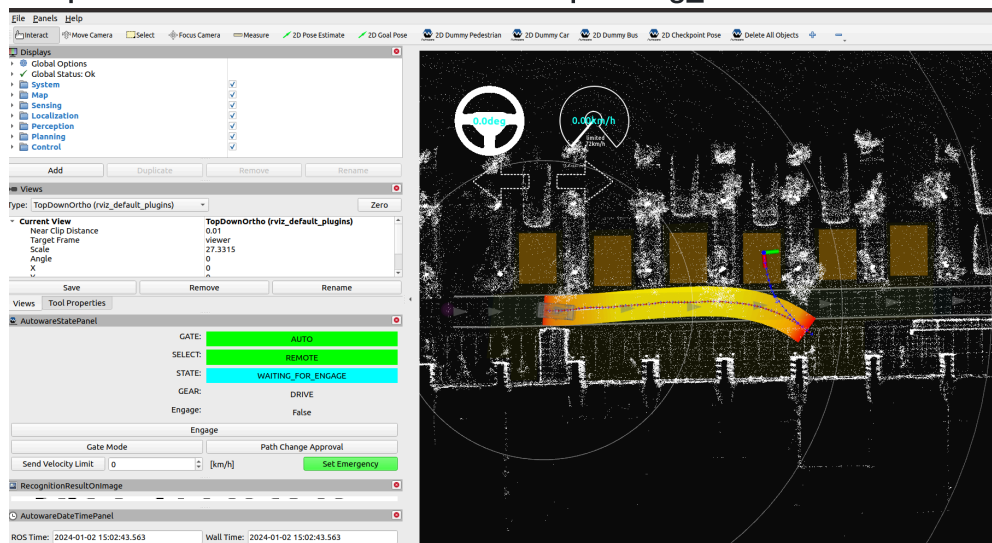 File Panels Help
Interact Move Camera Select Focus Camera Measure 2D Pose Estimate 2D Goal Pose 2D Dummy Pedestrian 2D Dummy Car 2D Dummy Bus 2D Checkpoint Pose Delete All Objects
Displays
Global Options
Global Status: Ok
System
Map
Sensing
Localization
Perception
Planning
Control
Add Duplicate Remove Rename
Views
Type: TopDownOrtho (rviz_default_plugins) Zero
Current View TopDownOrtho (rviz_default_plugins)
Near Clip Distance 0.01
Target Frame viewer
Scale 27.3315
Angle 0
X 0
Save Remove Rename
Views Tool Properties
AutowareStatePanel
GATE: AUTO
SELECT: REMOTE
STATE: WAITING_FOR_ENGAGE
GEAR: DRIVE
Engage: False
Engage
Gate Mode Path Change Approval
Send Velocity Limit 0 [km/h] Set Emergency
RecognitionResultOnImage
AutowareDateTimePanel
ROS Time: 2024-01-02 15:02:43.563 Wall Time: 2024-01-02 15:02:43.563
0.0deg 0.00km/h
limited